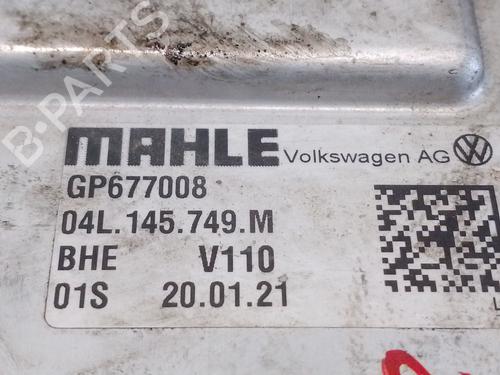 MAHLE Volkswagen AG
GP677008
04L.145.749.M
BHE V110
01S 20.01.21
B-PARTS